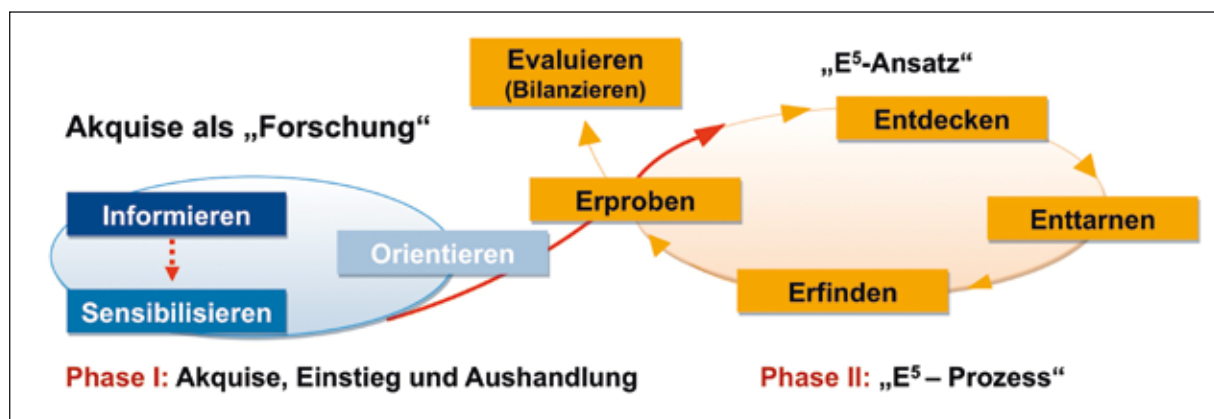 Akquise als „Forschung“
Informieren
Sensibilisieren
Orientieren
Phase I: Akquise, Einstieg und Aushandlung
Evaluieren
(Bilanzieren)
„E⁵-Ansatz“
Entdecken
Enttarnen
Erfinden
Erproben
Phase II: „E⁵ – Prozess“